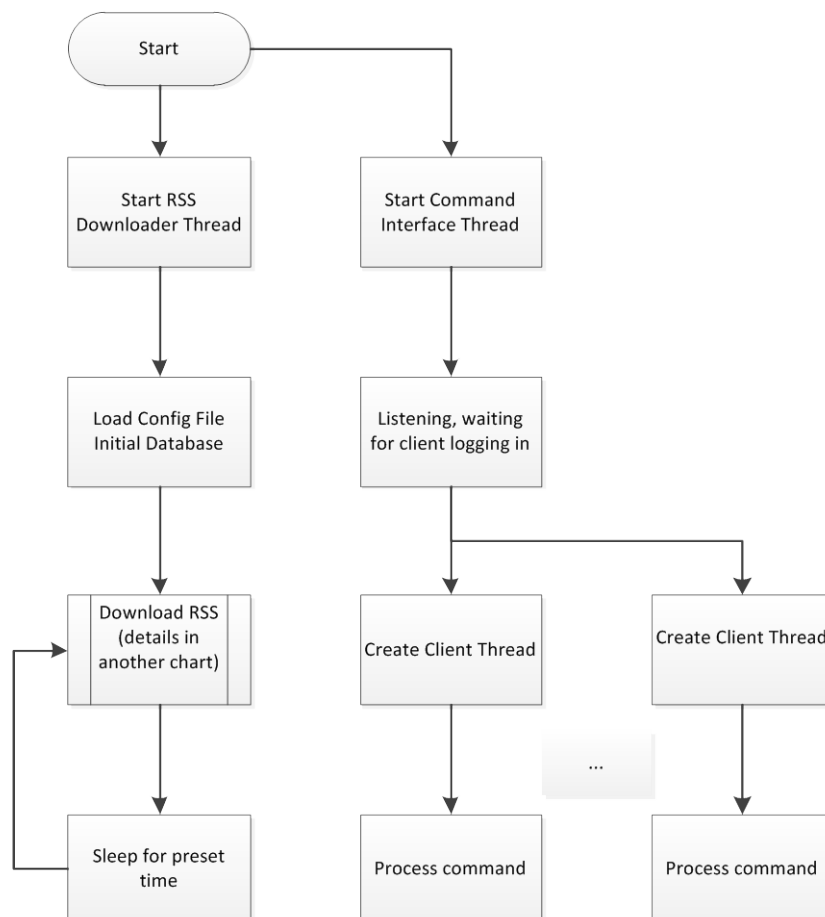 Start
Start RSS
Downloader Thread
Start Command
Interface Thread
Load Config File
Initial Database
Listening, waiting
for client logging in
Download RSS
(details in
another chart)
Create Client Thread
Create Client Thread
...
Sleep for preset
time
Process command
Process command